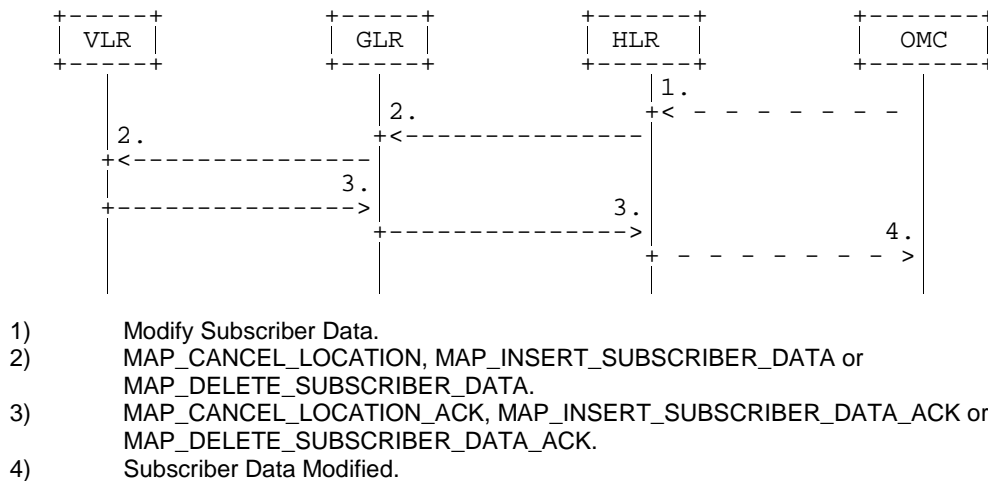 +-----+ +-----+ +------+ +-------+
| VLR | | GLR | | HLR | | OMC |
+-----+ +-----+ +------+ +-------+
| | |1. |
| | 2. +< - - - - - - - |
| 2. +<--------------- | |
+<--------------- | | |
| 3.| | |
+---------------> | 3.| |
| +---------------> | 4.|
| | + - - - - - - - > |
| | | |
1) Modify Subscriber Data.
2) MAP_CANCEL_LOCATION, MAP_INSERT_SUBSCRIBER_DATA or
MAP_DELETE_SUBSCRIBER_DATA.
3) MAP_CANCEL_LOCATION_ACK, MAP_INSERT_SUBSCRIBER_DATA_ACK or
MAP_DELETE_SUBSCRIBER_DATA_ACK.
4) Subscriber Data Modified.